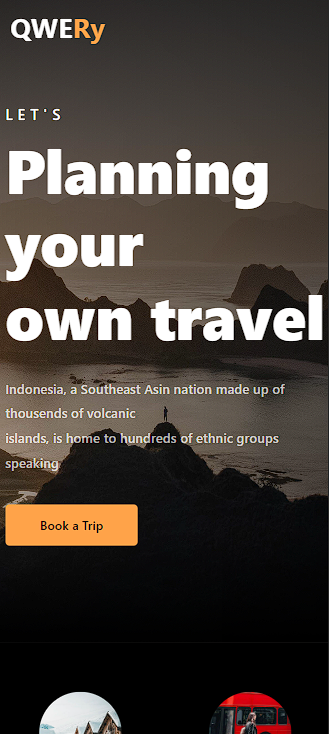 QWERy
LET'S
Planning
your
own travel
Indonesia, a Southeast Asin nation made up of
thousends of volcanic
islands, is home to hundreds of ethnic groups
speaking
Book a Trip